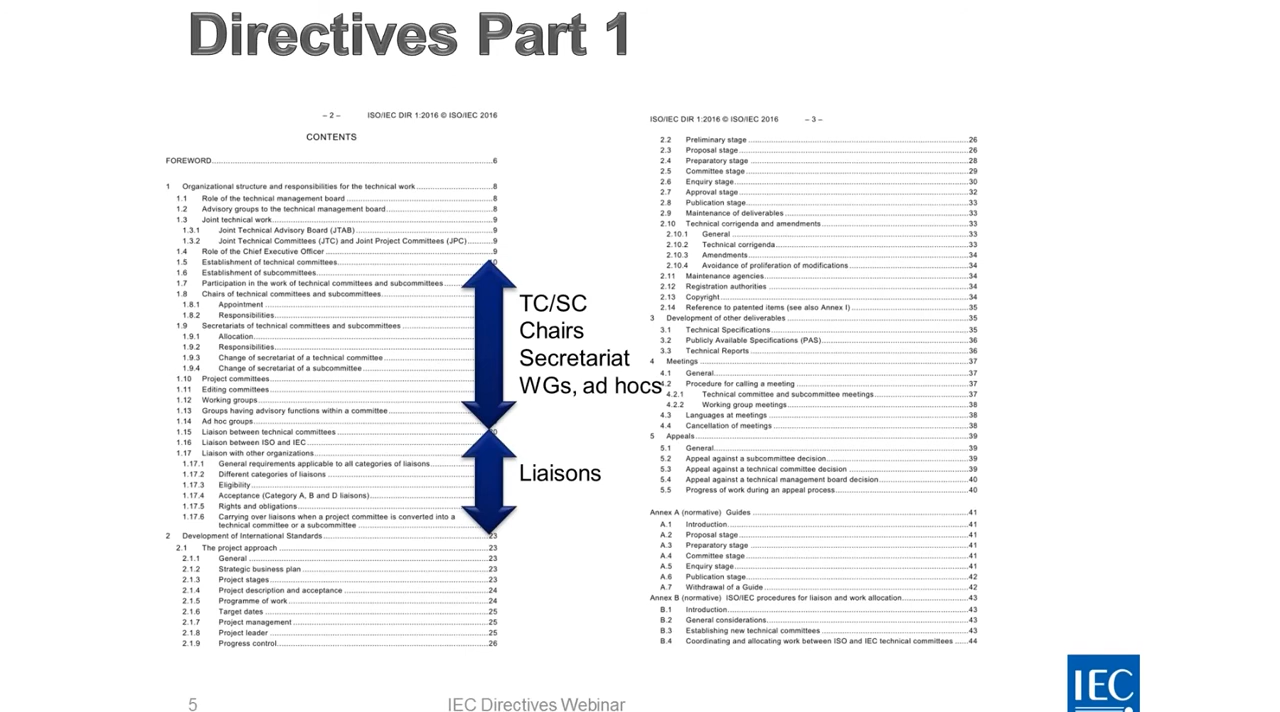 Directives Part 1
– 2 – ISO/IEC DIR 1:2016 © ISO/IEC 2016
CONTENTS
FOREWORD 6
1 Organizational structure and responsibilities for the technical work 8
1.1 Role of the technical management board 8
1.2 Advisory groups to the technical management board 8
1.3 Joint technical work 9
1.3.1 Joint Technical Advisory Board (JTAB) 9
1.3.2 Joint Technical Committees (JTC) and Joint Project Committees (JPC) 9
1.4 Role of the Chief Executive Officer 9
1.5 Establishment of technical committees
1.6 Establishment of subcommittees
1.7 Participation in the work of technical committees and subcommittees
1.8 Chairs of technical committees and subcommittees
1.8.1 Appointment
1.8.2 Responsibilities
1.9 Secretariats of technical committees and subcommittees
1.9.1 Allocation
1.9.2 Responsibilities
1.9.3 Change of secretariat of a technical committee
1.9.4 Change of secretariat of a subcommittee
1.10 Project committees
1.11 Editing committees
1.12 Working groups
1.13 Groups having advisory functions within a committee
1.14 Ad hoc groups
1.15 Liaison between technical committees
1.16 Liaison between ISO and IEC
1.17 Liaison with other organizations
1.17.1 General requirements applicable to all categories of liaisons
1.17.2 Different categories of liaisons
1.17.3 Eligibility
1.17.4 Acceptance (Category A, B and D liaisons)
1.17.5 Rights and obligations
1.17.6 Carrying over liaisons when a project committee is converted into a
technical committee or a subcommittee
2 Development of International Standards 23
2.1 The project approach 23
2.1.1 General 23
2.1.2 Strategic business plan 23
2.1.3 Project stages 23
2.1.4 Project description and acceptance 24
2.1.5 Programme of work 24
2.1.6 Target dates 25
2.1.7 Project management 25
2.1.8 Project leader 25
2.1.9 Progress control 26
TC/SC
Chairs
Secretariat
WGs, ad hocs
Liaisons
ISO/IEC DIR 1:2016 © ISO/IEC 2016 – 3 –
2.2 Preliminary stage 26
2.3 Proposal stage 26
2.4 Preparatory stage 28
2.5 Committee stage 29
2.6 Enquiry stage 30
2.7 Approval stage 32
2.8 Publication stage 33
2.9 Maintenance of deliverables 33
2.10 Technical corrigenda and amendments 33
2.10.1 General 33
2.10.2 Technical corrigenda 33
2.10.3 Amendments 34
2.10.4 Avoidance of proliferation of modifications 34
2.11 Maintenance agencies 34
2.12 Registration authorities 34
2.13 Copyright 34
2.14 Reference to patented items (see also Annex I) 35
3 Development of other deliverables 35
3.1 Technical Specifications 35
3.2 Publicly Available Specifications (PAS) 36
3.3 Technical Reports 36
4 Meetings 37
4.1 General 37
4.2 Procedure for calling a meeting 37
4.2.1 Technical committee and subcommittee meetings 37
4.2.2 Working group meetings 38
4.3 Languages at meetings 38
4.4 Cancellation of meetings 38
5 Appeals 39
5.1 General 39
5.2 Appeal against a subcommittee decision 39
5.3 Appeal against a technical committee decision 39
5.4 Appeal against a technical management board decision 40
5.5 Progress of work during an appeal process 40
Annex A (normative) Guides 41
A.1 Introduction 41
A.2 Proposal stage 41
A.3 Preparatory stage 41
A.4 Committee stage 41
A.5 Enquiry stage 41
A.6 Publication stage 42
A.7 Withdrawal of a Guide 42
Annex B (normative) ISO/IEC procedures for liaison and work allocation 43
B.1 Introduction 43
B.2 General considerations 43
B.3 Establishing new technical committees 43
B.4 Coordinating and allocating work between ISO and IEC technical committees 44
5 IEC Directives Webinar
IEC